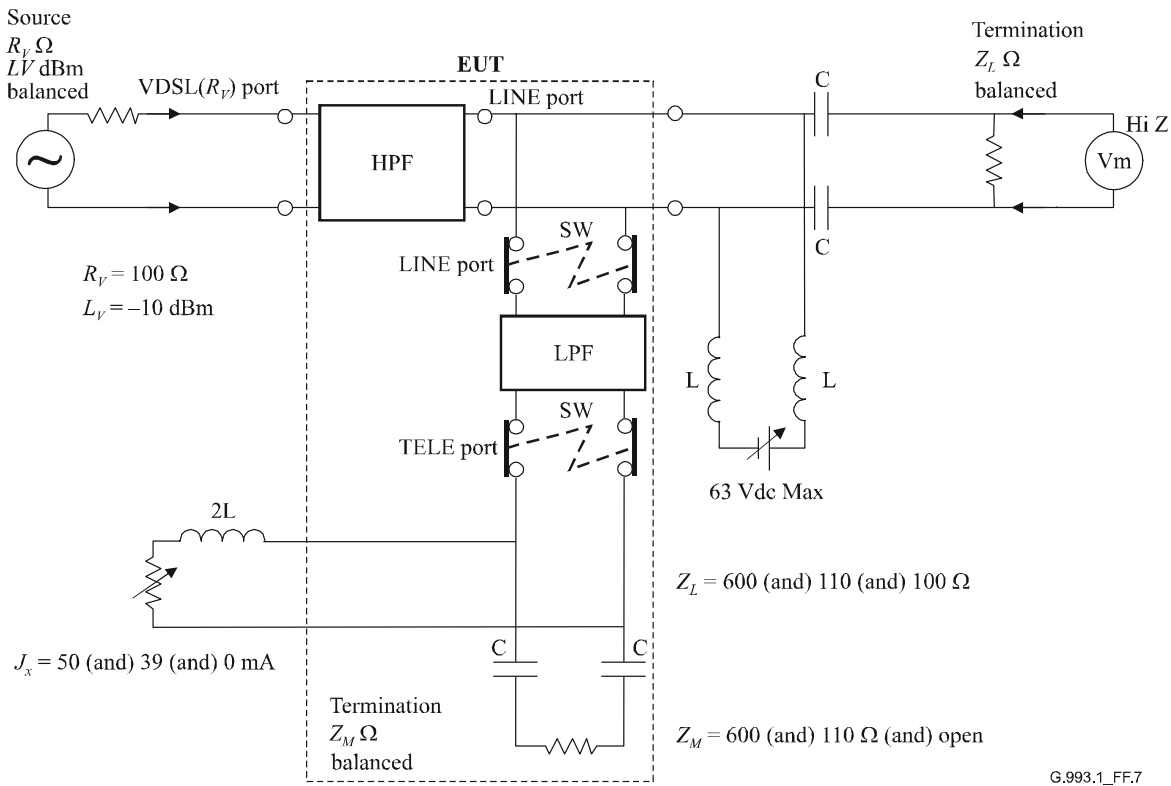 Source
R_V Ω
LV dBm
balanced
VDSL(R_V) port
EUT
LINE port
Termination
Z_L Ω
balanced
C
Hi Z
HPF
Vm
C
SW
LINE port
R_V = 100 Ω
L_V = –10 dBm
LPF
L
L
SW
TELE port
63 Vdc Max
2L
Z_L = 600 (and) 110 (and) 100 Ω
J_x = 50 (and) 39 (and) 0 mA
C
C
Termination
Z_M Ω
balanced
Z_M = 600 (and) 110 Ω (and) open
G.993.1_FF.7